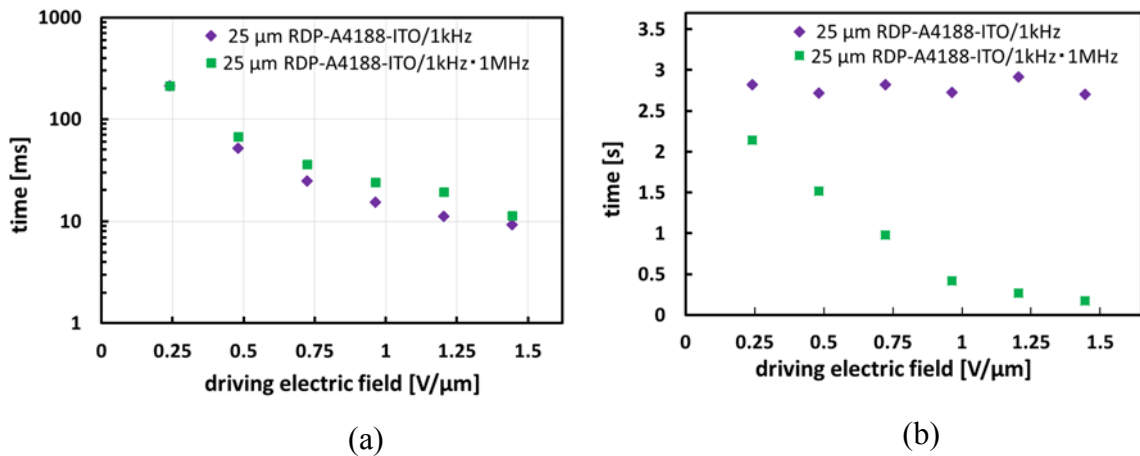 1000
100
10
1
time [ms]
25 μm RDP-A4188-ITO/1kHz
25 μm RDP-A4188-ITO/1kHz・1MHz
0 0.25 0.5 0.75 1 1.25 1.5
driving electric field [V/μm]
(a)
3.5
3
2.5
2
1.5
1
0.5
0
time [s]
25 μm RDP-A4188-ITO/1kHz
25 μm RDP-A4188-ITO/1kHz・1MHz
0 0.25 0.5 0.75 1 1.25 1.5
driving electric field [V/μm]
(b)